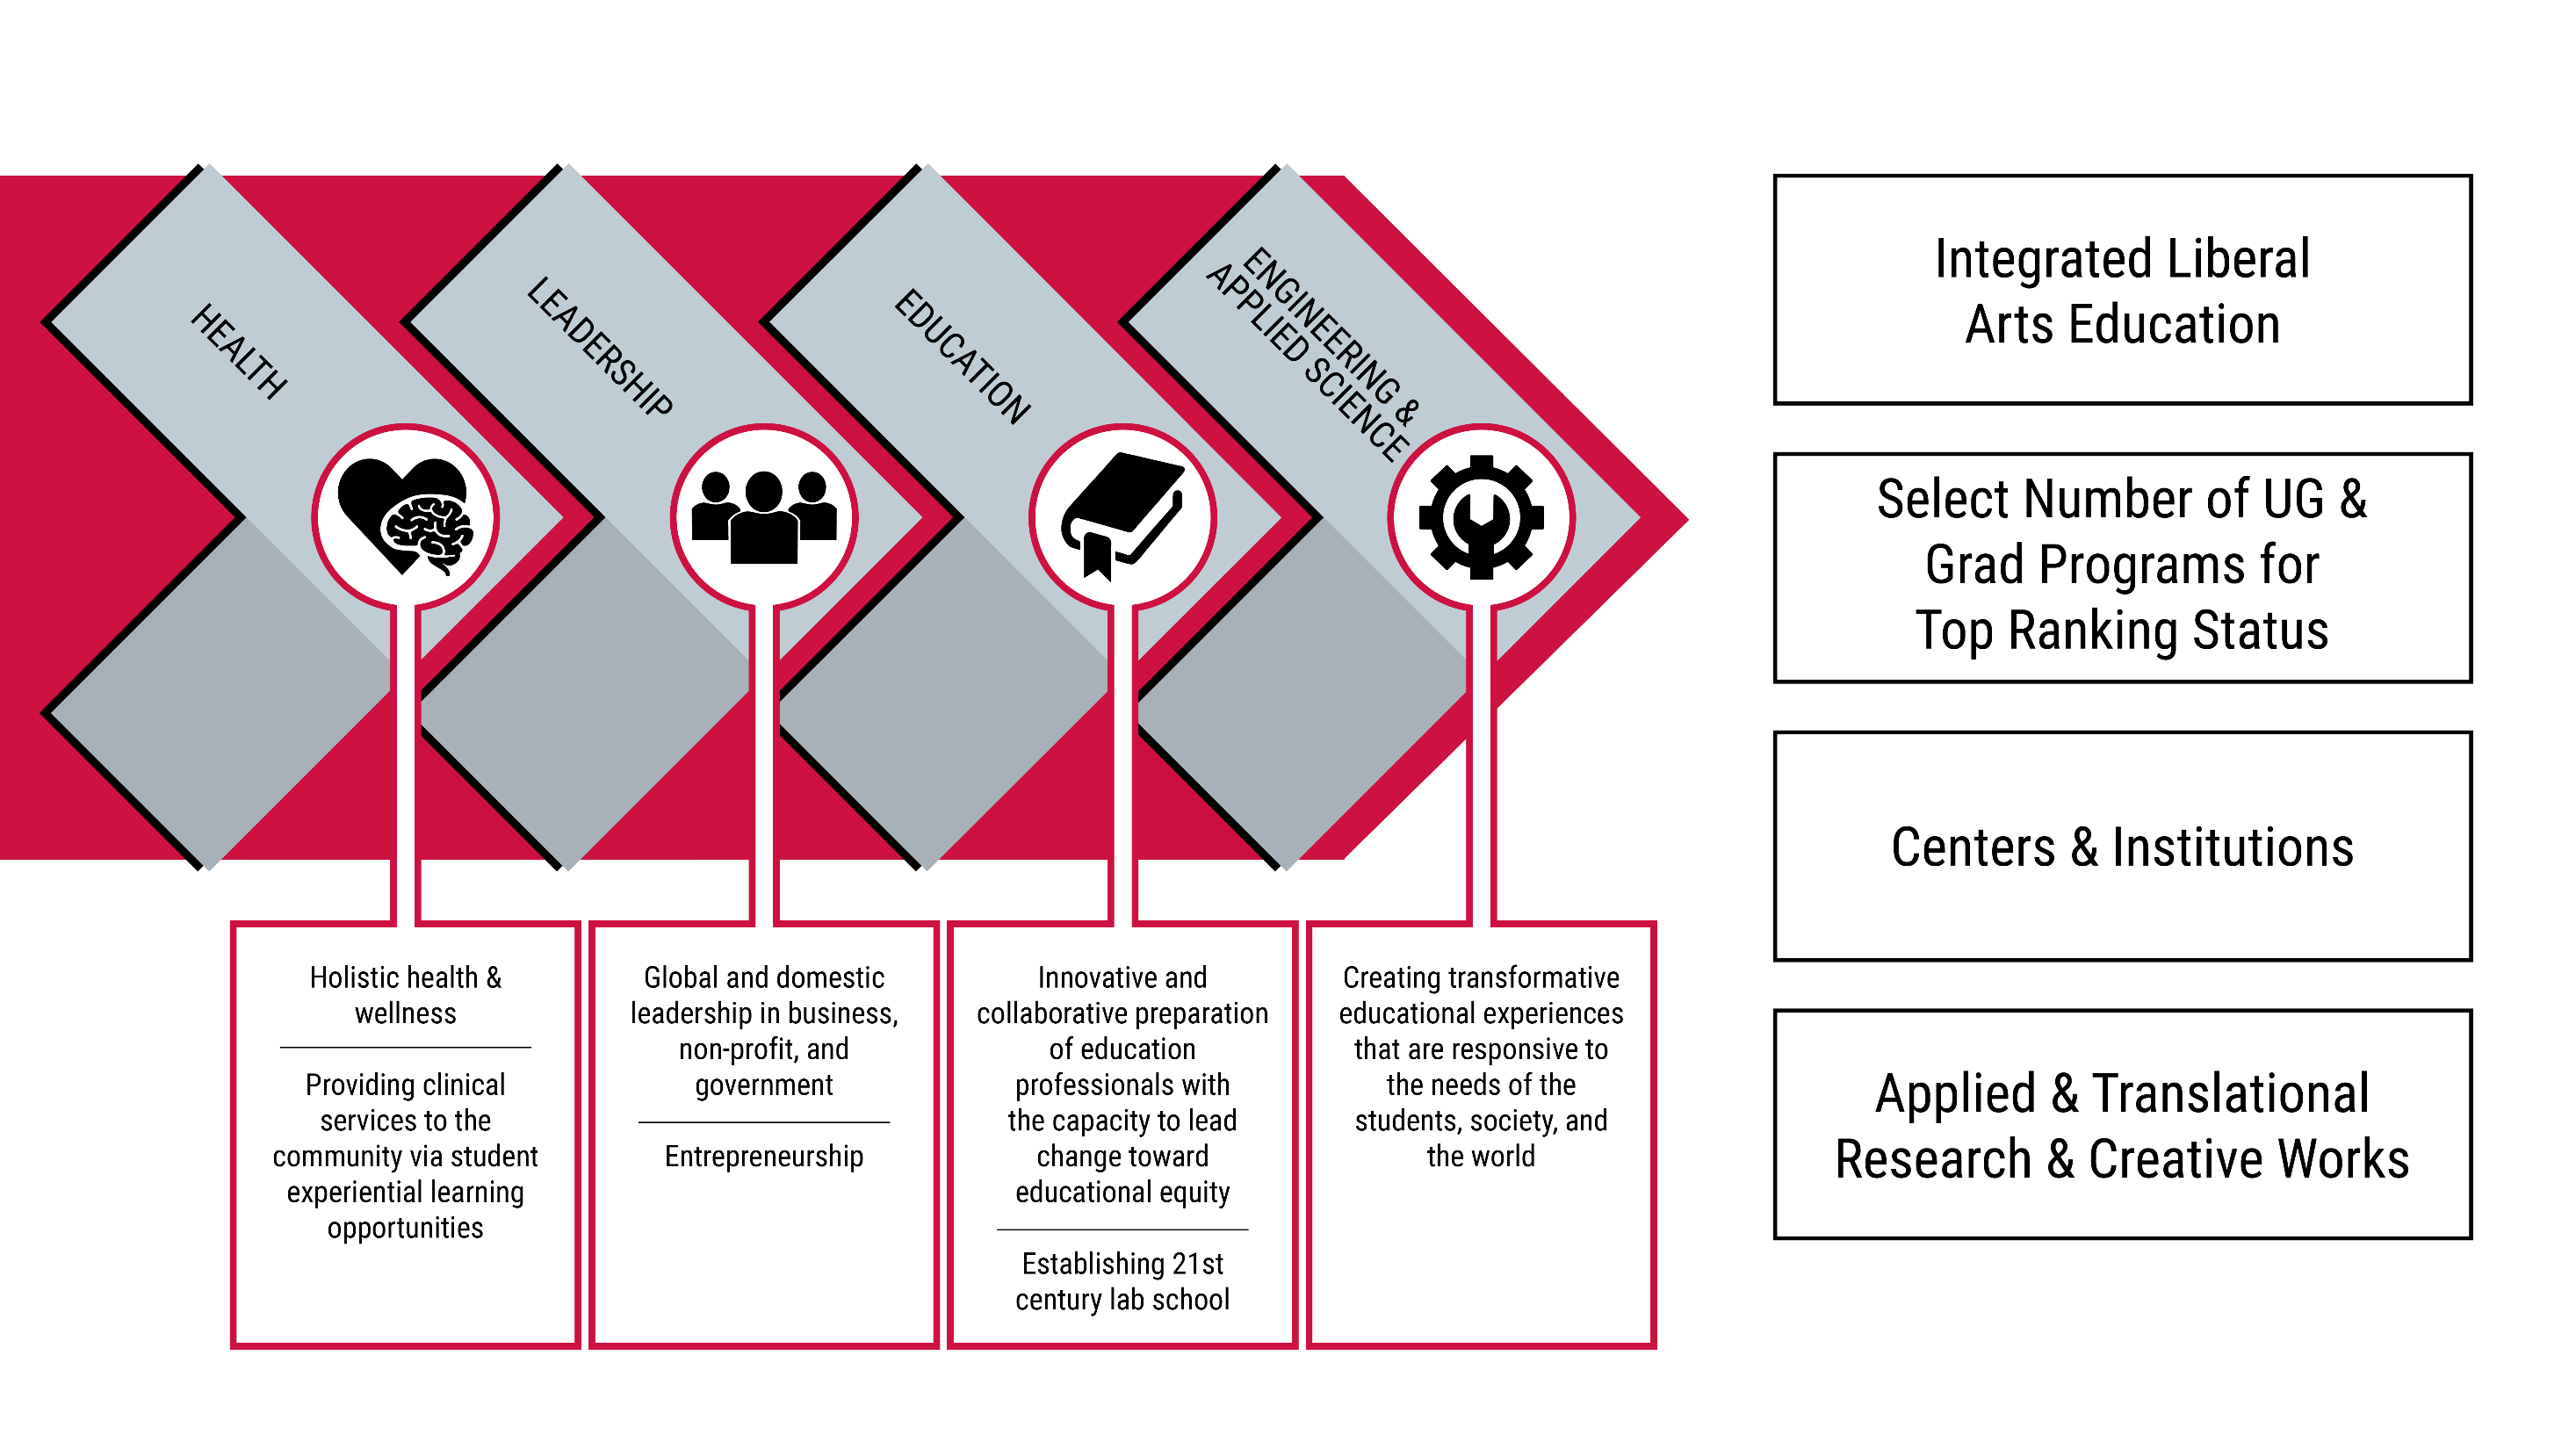 HEALTH
LEADERSHIP
EDUCATION
ENGINEERING &
APPLIED SCIENCE
Holistic health &
wellness
Providing clinical
services to the
community via student
experiential learning
opportunities
Global and domestic
leadership in business,
non-profit, and
government
Entrepreneurship
Innovative and
collaborative preparation
of education
professionals with
the capacity to lead
change toward
educational equity
Establishing 21st
century lab school
Creating transformative
educational experiences
that are responsive to
the needs of the
students, society, and
the world
Integrated Liberal
Arts Education
Select Number of UG &
Grad Programs for
Top Ranking Status
Centers & Institutions
Applied & Translational
Research & Creative Works